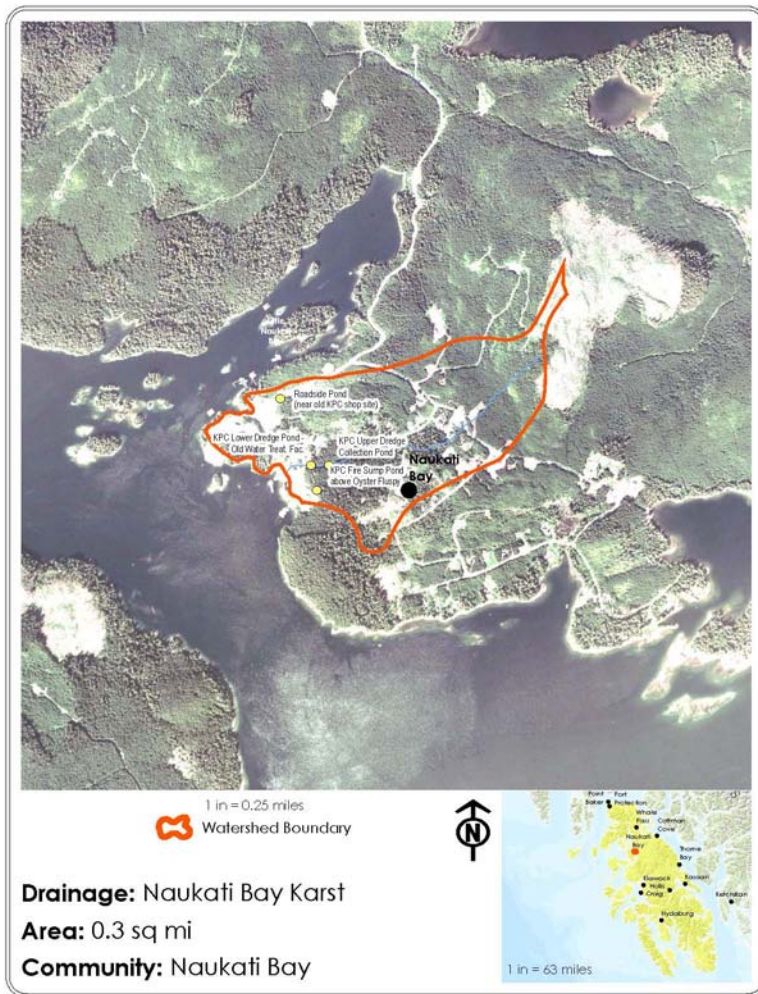 Naukati
Roadside Pond
(near old KPC shop site)
KPC Lower Dredge Pond -
Old Water Treat. Fac.
KPC Upper Dredge
Collection Pond
KPC Fire Sump Pond
above Oyster Fluspy
Naukati
Bay
1 in = 0.25 miles
Watershed Boundary
N
Drainage: Naukati Bay Karst
Area: 0.3 sq mi
Community: Naukati Bay
Point
Baker
Port
Protection
Whale
Pass
Coffman
Cove
Naukati
Bay
Thorne
Bay
Klawock
Hollis
Craig
Kasaan
Ketchikan
Hydaburg
1 in = 63 miles